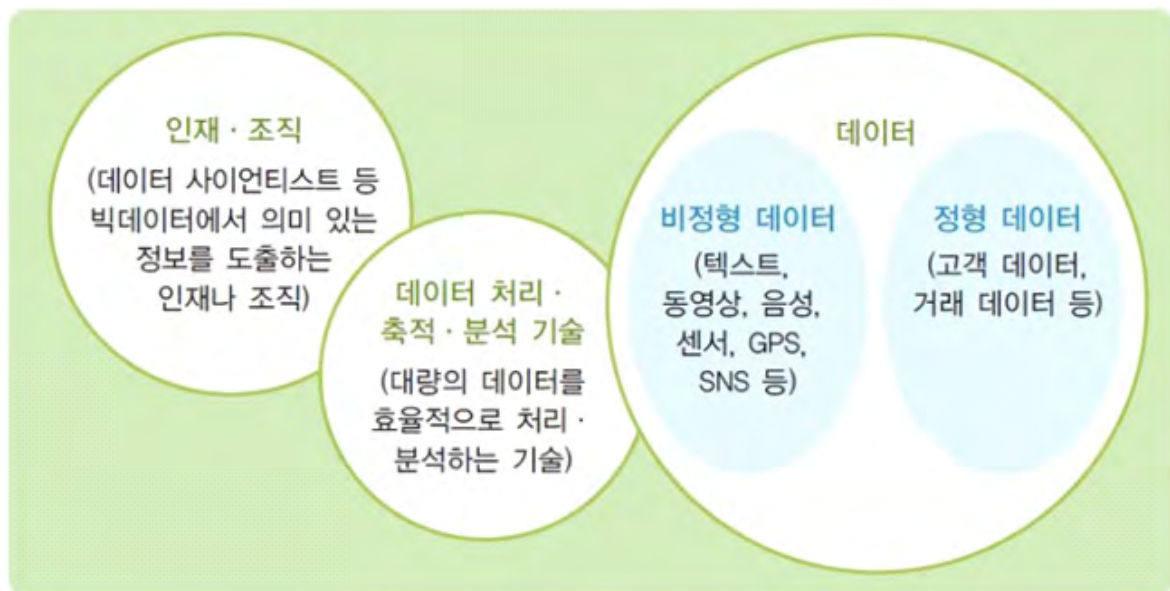 인재 · 조직
(데이터 사이언티스트 등
빅데이터에서 의미 있는
정보를 도출하는
인재나 조직)
데이터 처리 ·
축적 · 분석 기술
(대량의 데이터를
효율적으로 처리 ·
분석하는 기술)
데이터
비정형 데이터
(텍스트,
동영상, 음성,
센서, GPS,
SNS 등)
정형 데이터
(고객 데이터,
거래 데이터 등)